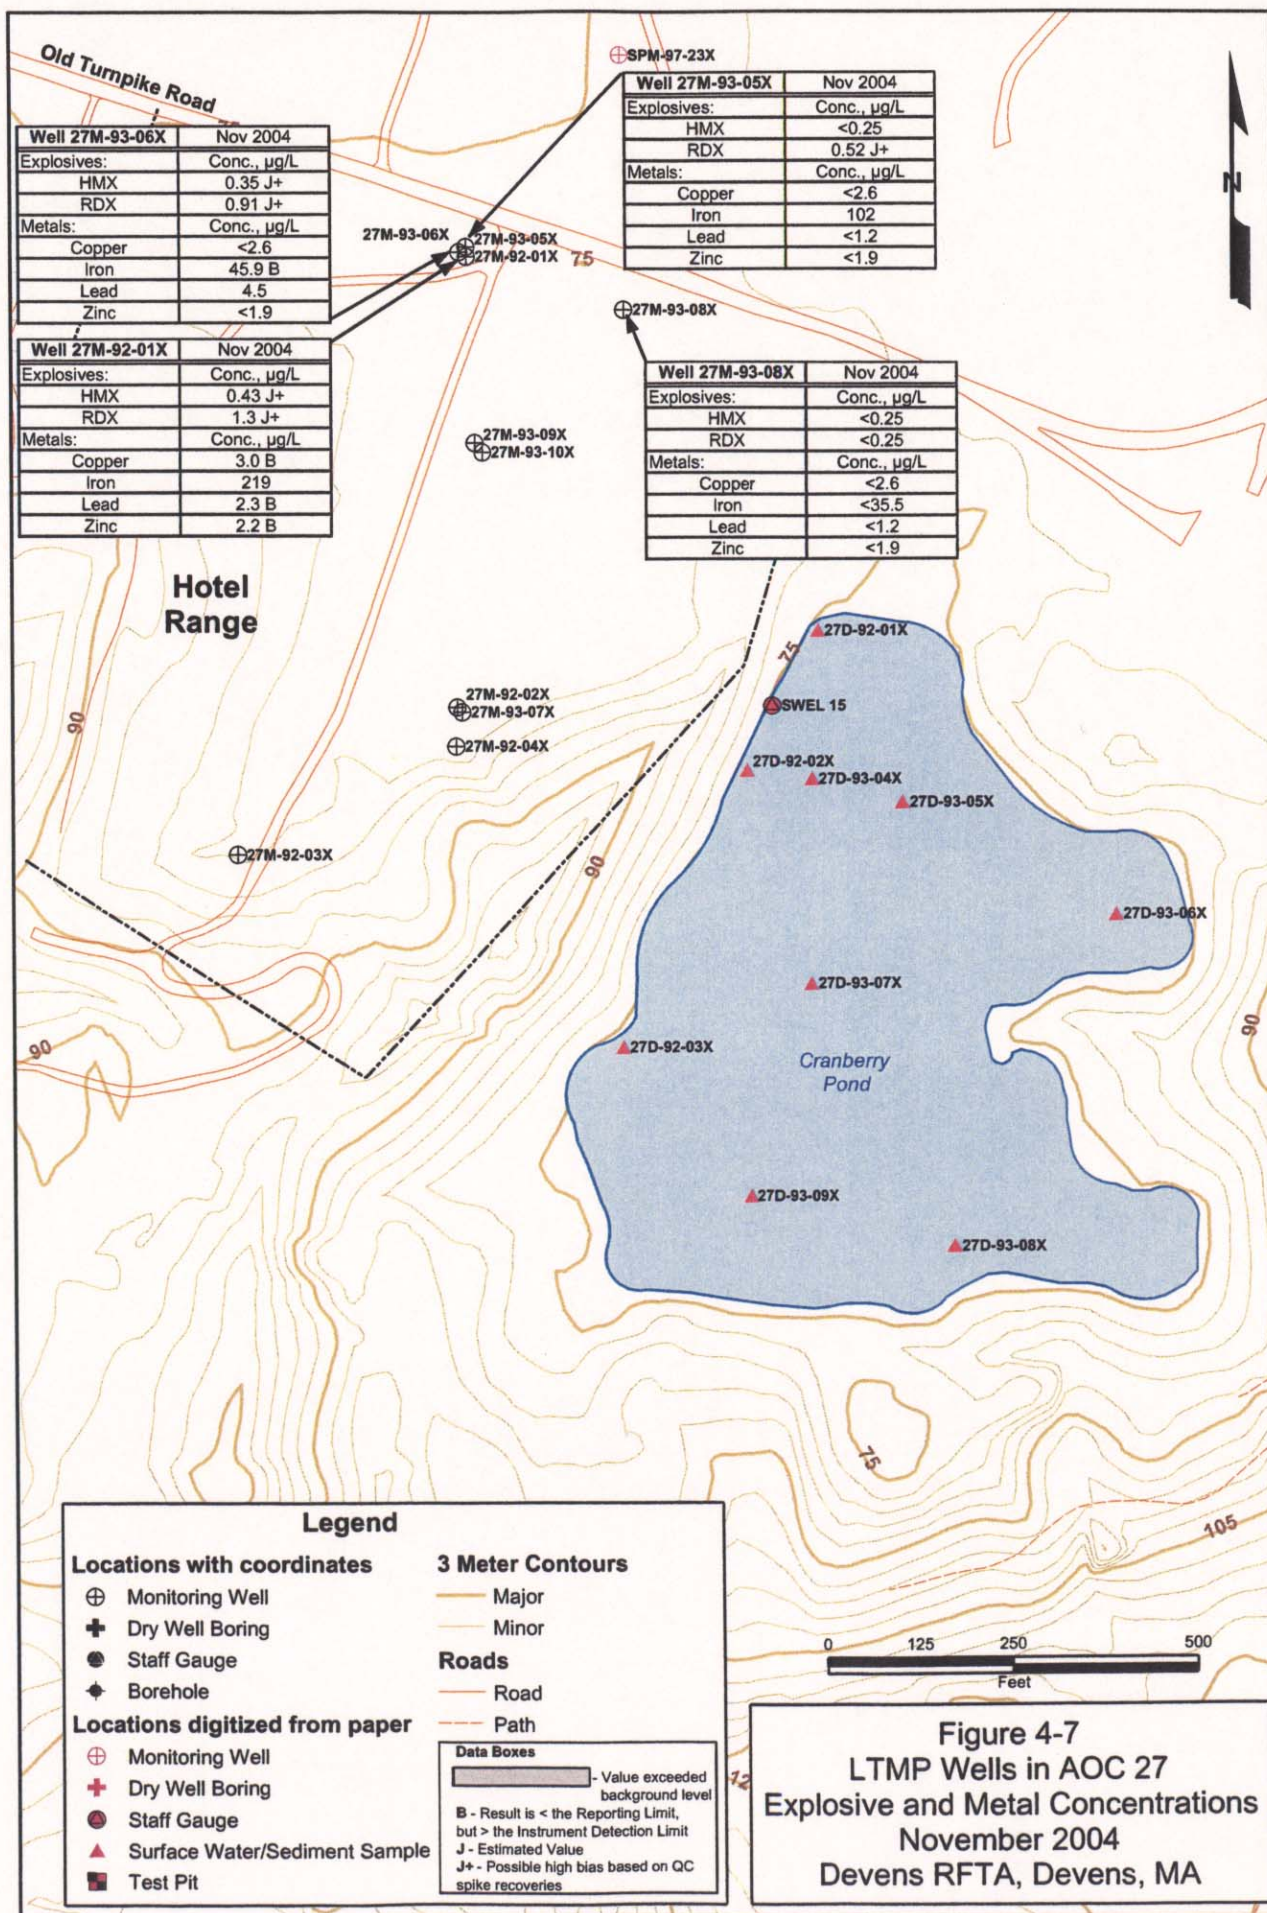 SPM-97-23X
Old Turnpike Road
75
Well 27M-93-05X Nov 2004
Explosives: Conc., µg/L
HMX <0.25
RDX 0.52 J+
Metals: Conc., µg/L
Copper <2.6
Iron 102
Lead <1.2
Zinc <1.9
Well 27M-93-06X Nov 2004
Explosives: Conc., µg/L
HMX 0.35 J+
RDX 0.91 J+
Metals: Conc., µg/L
Copper <2.6
Iron 45.9 B
Lead 4.5
Zinc <1.9
N
27M-93-06X
27M-93-05X
27M-92-01X
75
27M-93-08X
Well 27M-92-01X Nov 2004
Explosives: Conc., µg/L
HMX 0.43 J+
RDX 1.3 J+
Metals: Conc., µg/L
Copper 3.0 B
Iron 219
Lead 2.3 B
Zinc 2.2 B
Well 27M-93-08X Nov 2004
Explosives: Conc., µg/L
HMX <0.25
RDX <0.25
Metals: Conc., µg/L
Copper <2.6
Iron <35.5
Lead <1.2
Zinc <1.9
27M-93-09X
27M-93-10X
Hotel
Range
27D-92-01X
75
27M-92-02X
27M-93-07X
SWEL 15
90
27M-92-04X
27D-92-02X
27D-93-04X
27D-93-05X
27M-92-03X
90
27D-93-06X
27D-93-07X
90
90
27D-92-03X
Cranberry
Pond
27D-93-09X
27D-93-08X
75
105
Legend
Locations with coordinates
Monitoring Well
Dry Well Boring
Staff Gauge
Borehole
Locations digitized from paper
Monitoring Well
Dry Well Boring
Staff Gauge
Surface Water/Sediment Sample
Test Pit
3 Meter Contours
Major
Minor
Roads
Road
Path
Data Boxes
- Value exceeded
background level
B - Result is < the Reporting Limit,
but > the Instrument Detection Limit
J - Estimated Value
J+ - Possible high bias based on QC
spike recoveries
0 125 250 500
Feet
Figure 4-7
LTMP Wells in AOC 27
Explosive and Metal Concentrations
November 2004
Devens RFTA, Devens, MA